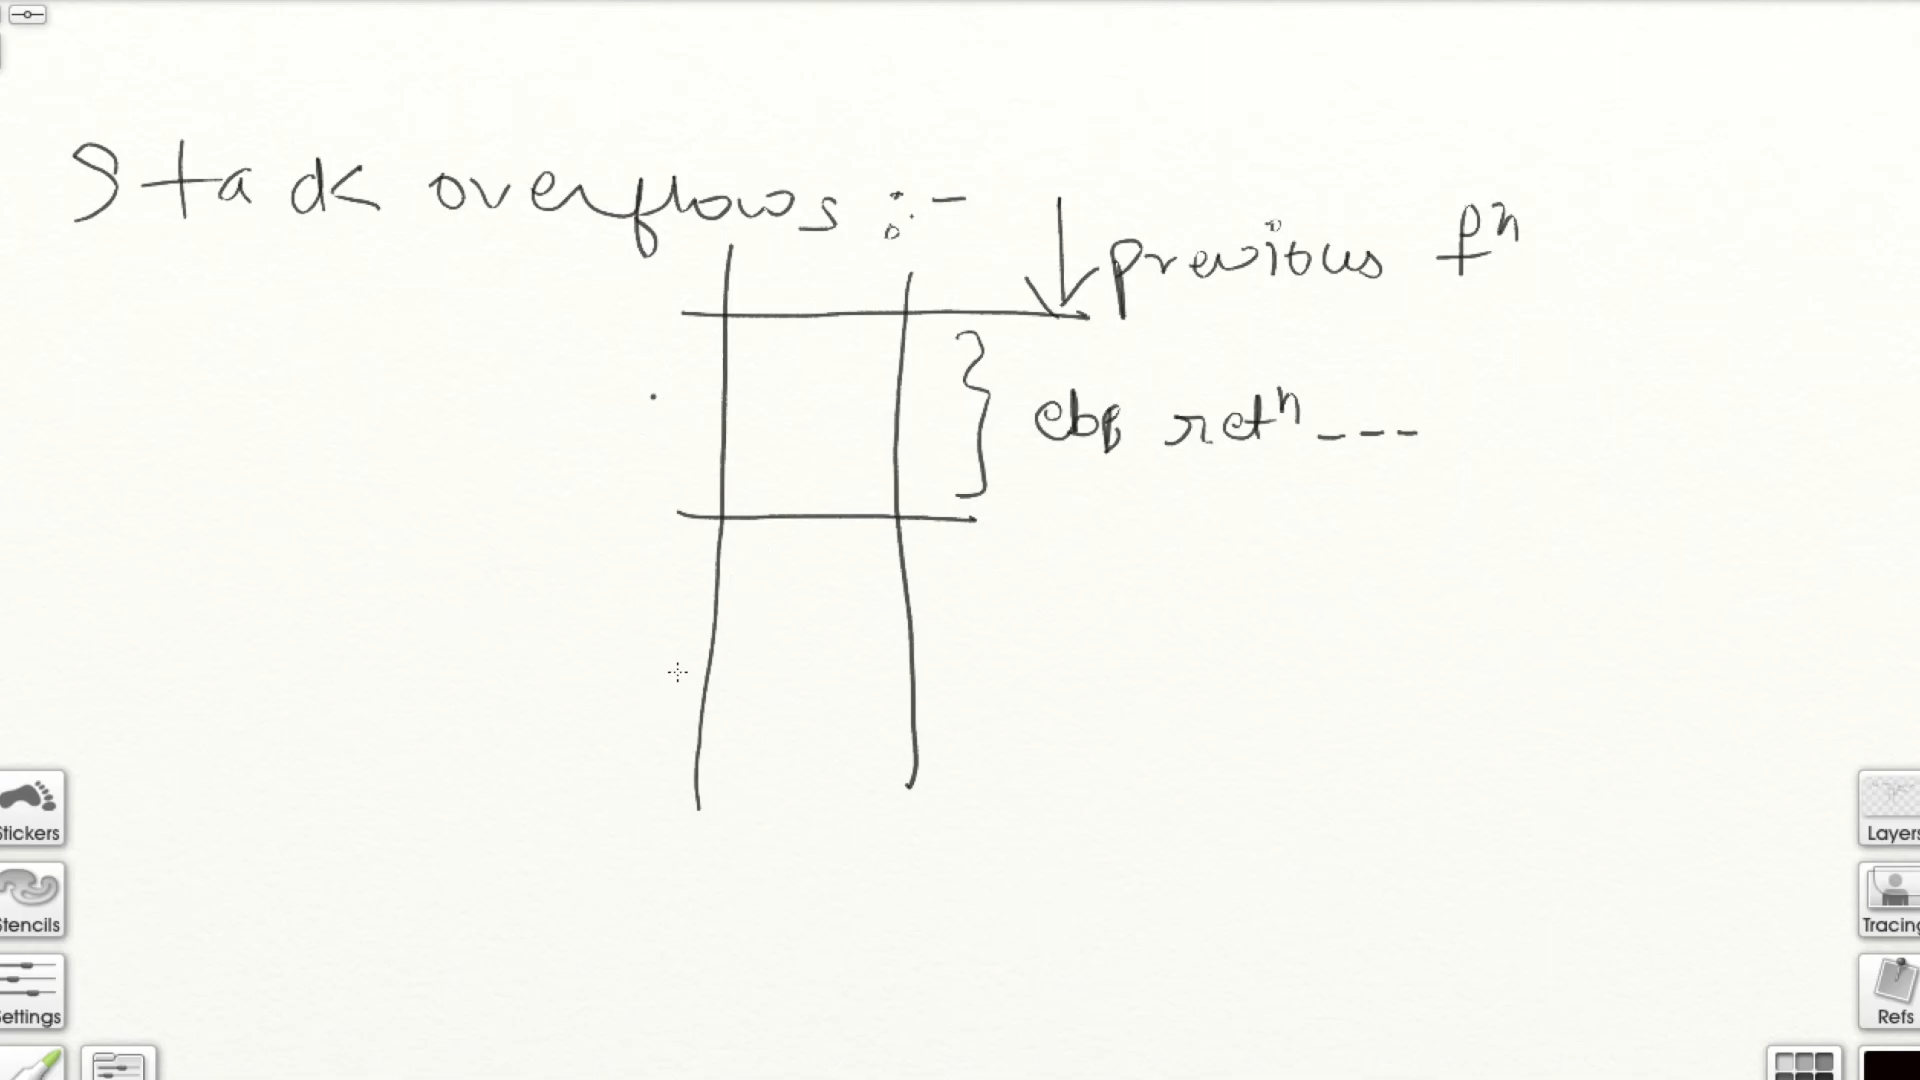 Stack overflows :-
previous fⁿ
ebp retⁿ ---
Stickers
Stencils
Settings
Layers
Tracing
Refs